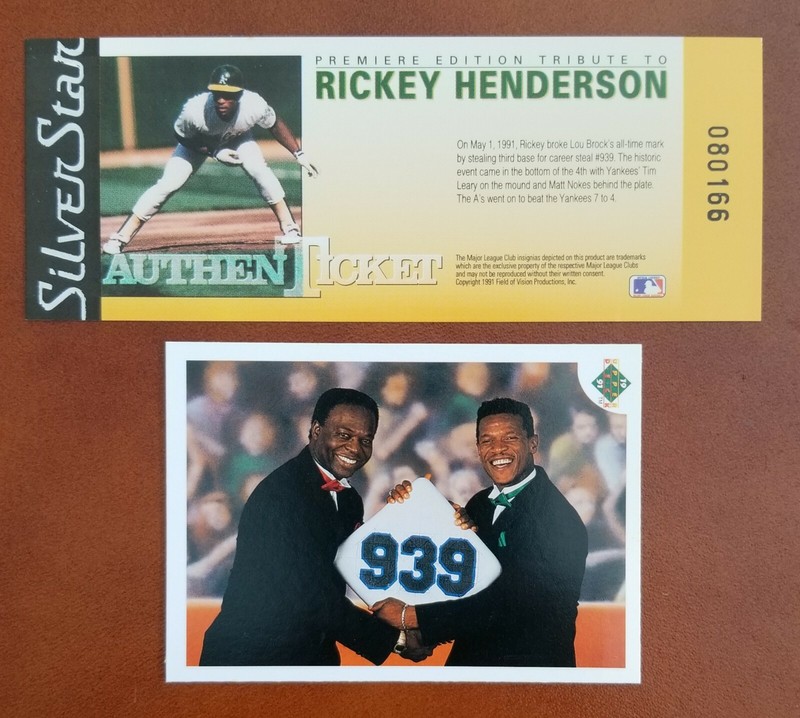 SilverStar
PREMIERE EDITION TRIBUTE TO
RICKEY HENDERSON
On May 1, 1991, Rickey broke Lou Brock's all-time mark
by stealing third base for career steal #939. The historic
event came in the bottom of the 4th with Yankees' Tim
Leary on the mound and Matt Nokes behind the plate.
The A's went on to beat the Yankees 7 to 4.
080166
AUTHENTICKET
The Major League Club insignias depicted on this product are trademarks
which are the exclusive property of the respective Major League Clubs
and may not be reproduced without their written consent.
Copyright 1991 Field of Vision Productions, Inc.
19
91
939